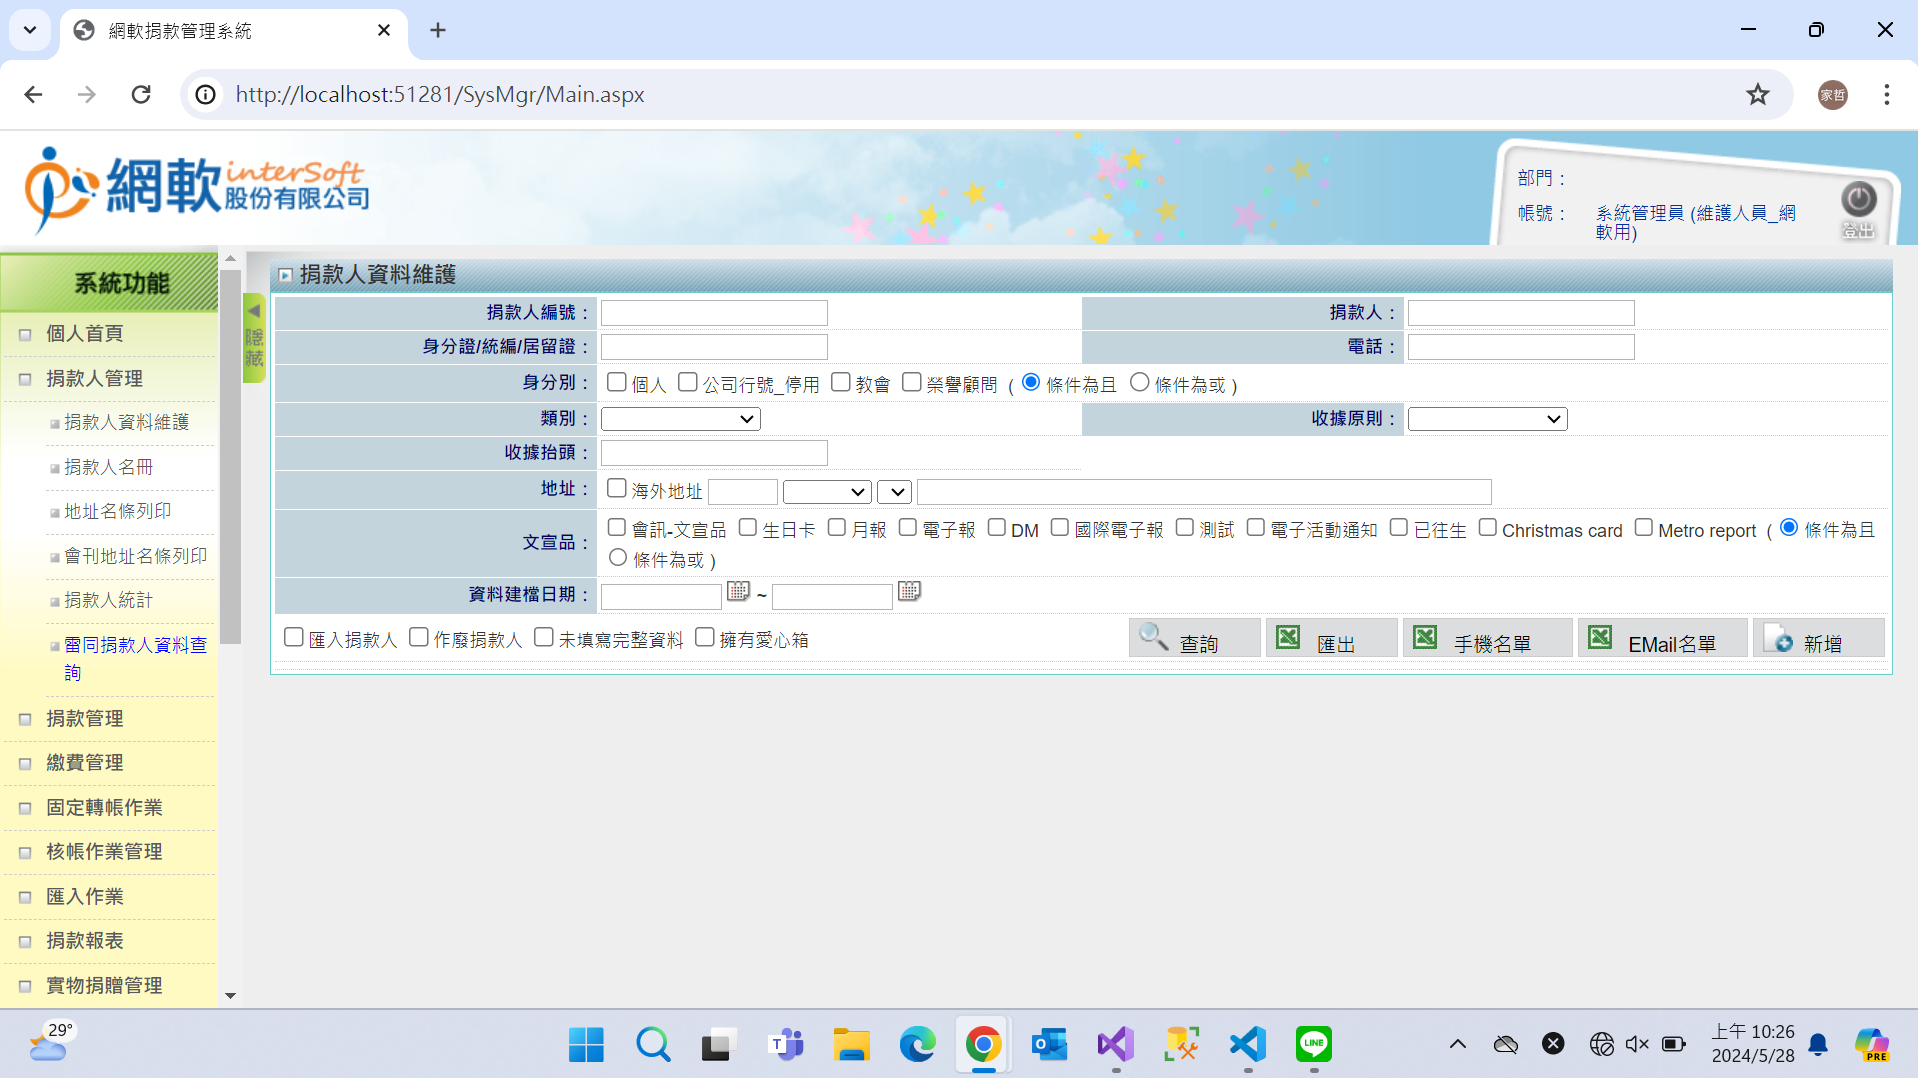 網軟捐款管理系統
http://localhost:51281/SysMgr/Main.aspx
家哲
網軟 interSoft 股份有限公司
部門：
帳號： 系統管理員 (維護人員_網
軟用)
登出
系統功能
個人首頁
捐款人管理
捐款人資料維護
捐款人名冊
地址名條列印
會刊地址名條列印
捐款人統計
雷同捐款人資料查
詢
捐款管理
繳費管理
固定轉帳作業
核帳作業管理
匯入作業
捐款報表
實物捐贈管理
隱藏
捐款人資料維護
捐款人編號： 捐款人：
身分證/統編/居留證： 電話：
身分別： 個人 公司行號_停用 教會 榮譽顧問 ( 條件為且 條件為或 )
類別： 收據原則：
收據抬頭：
地址： 海外地址
文宣品： 會訊-文宣品 生日卡 月報 電子報 DM 國際電子報 測試 電子活動通知 已往生 Christmas card Metro report ( 條件為且
條件為或 )
資料建檔日期： ~
匯入捐款人 作廢捐款人 未填寫完整資料 擁有愛心箱 查詢 匯出 手機名單 EMail名單 新增
29°
LINE
上午 10:26
2024/5/28
PRE